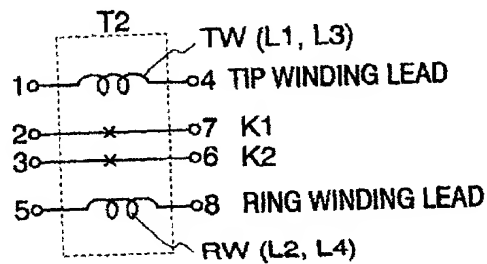 T2
TW (L1, L3)
1 4 TIP WINDING LEAD
2 7 K1
3 6 K2
5 8 RING WINDING LEAD
RW (L2, L4)